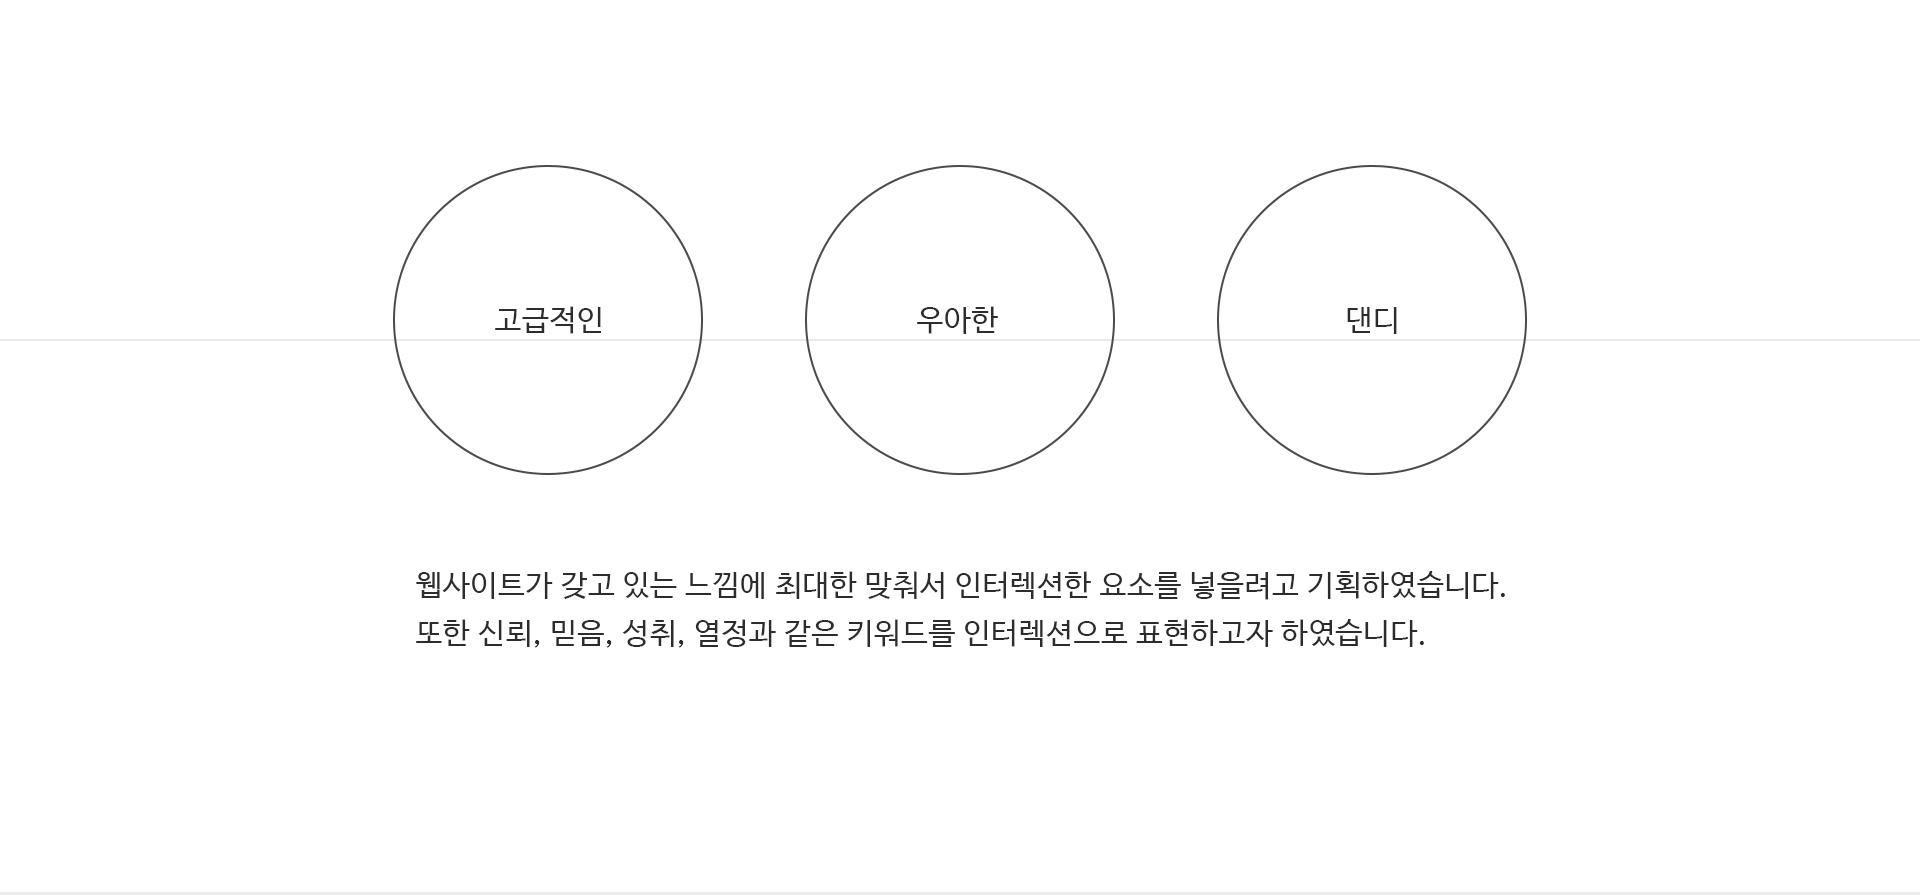 고급적인
우아한
댄디
웹사이트가 갖고 있는 느낌에 최대한 맞춰서 인터렉션한 요소를 넣을려고 기획하였습니다.
또한 신뢰, 믿음, 성취, 열정과 같은 키워드를 인터렉션으로 표현하고자 하였습니다.